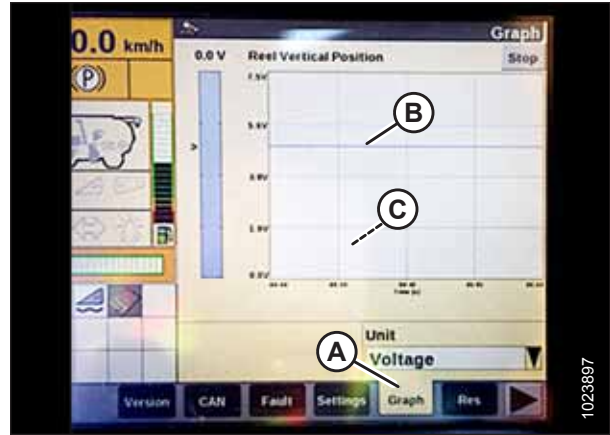 0.0 km/h
Graph
0.0 V
Reel Vertical Position
Stop
(P)
7.5V
B
5.6V
>
3.8V
C
1.9V
0.0V
Time (s)
Unit
A
Voltage
Version
CAN
Fault
Settings
Graph
Res
1023897